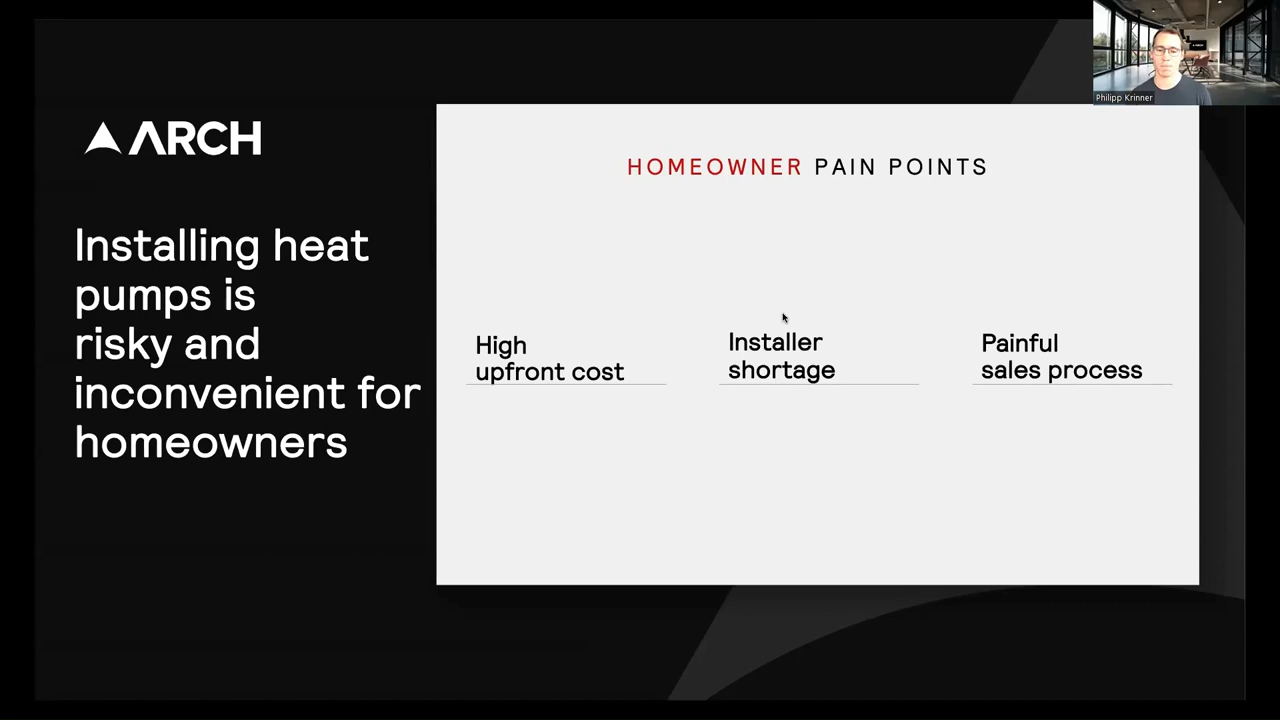 ARCH
Installing heat
pumps is
risky and
inconvenient for
homeowners
HOMEOWNER PAIN POINTS
High
upfront cost
Installer
shortage
Painful
sales process
Philipp Krinner